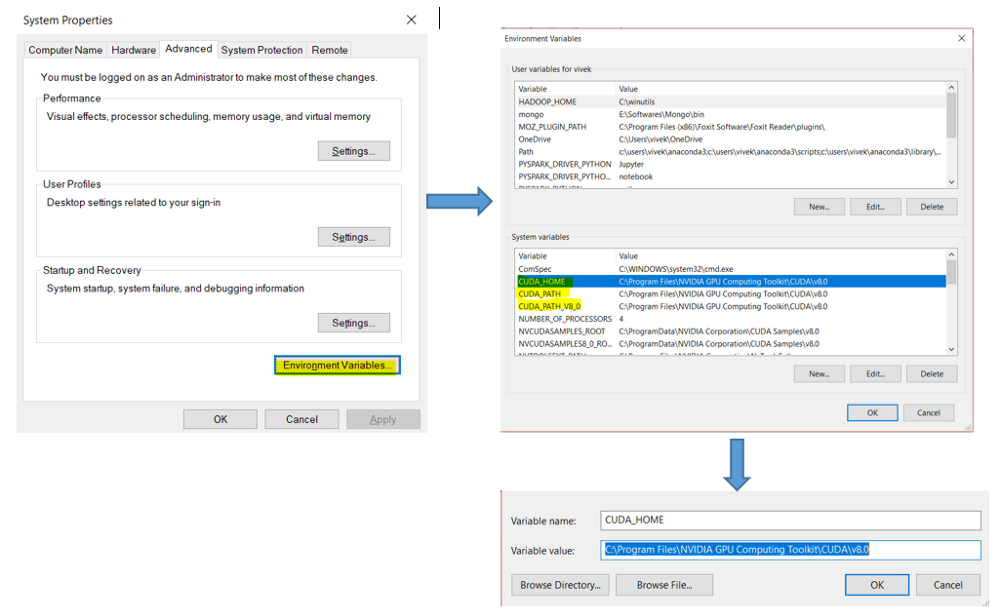 System Properties
Computer Name Hardware Advanced System Protection Remote
You must be logged on as an Administrator to make most of these changes.
Performance
Visual effects, processor scheduling, memory usage, and virtual memory
Settings...
User Profiles
Desktop settings related to your sign-in
Settings...
Startup and Recovery
System startup, system failure, and debugging information
Settings...
Environment Variables...
OK Cancel Apply
Environment Variables
User variables for vivek
Variable Value
HADOOP_HOME C:\winutils
mongo E:\Softwares\Mongo\bin
MOZ_PLUGIN_PATH C:\Program Files (x86)\Foxit Software\Foxit Reader\plugins\
OneDrive C:\Users\vivek\OneDrive
Path c:\users\vivek\anaconda3;c:\users\vivek\anaconda3\scripts;c:\users\vivek\anaconda3\library\...
PYSPARK_DRIVER_PYTHON Jupyter
PYSPARK_DRIVER_PYTHO... notebook
New... Edit... Delete
System variables
Variable Value
ComSpec C:\WINDOWS\system32\cmd.exe
CUDA_HOME C:\Program Files\NVIDIA GPU Computing Toolkit\CUDA\v8.0
CUDA_PATH C:\Program Files\NVIDIA GPU Computing Toolkit\CUDA\v8.0
CUDA_PATH_V8_0 C:\Program Files\NVIDIA GPU Computing Toolkit\CUDA\v8.0
NUMBER_OF_PROCESSORS 4
NVCUDASAMPLES_ROOT C:\ProgramData\NVIDIA Corporation\CUDA Samples\v8.0
NVCUDASAMPLES8_0_RO... C:\ProgramData\NVIDIA Corporation\CUDA Samples\v8.0
New... Edit... Delete
OK Cancel
Variable name: CUDA_HOME
Variable value: C:\Program Files\NVIDIA GPU Computing Toolkit\CUDA\v8.0
Browse Directory... Browse File... OK Cancel